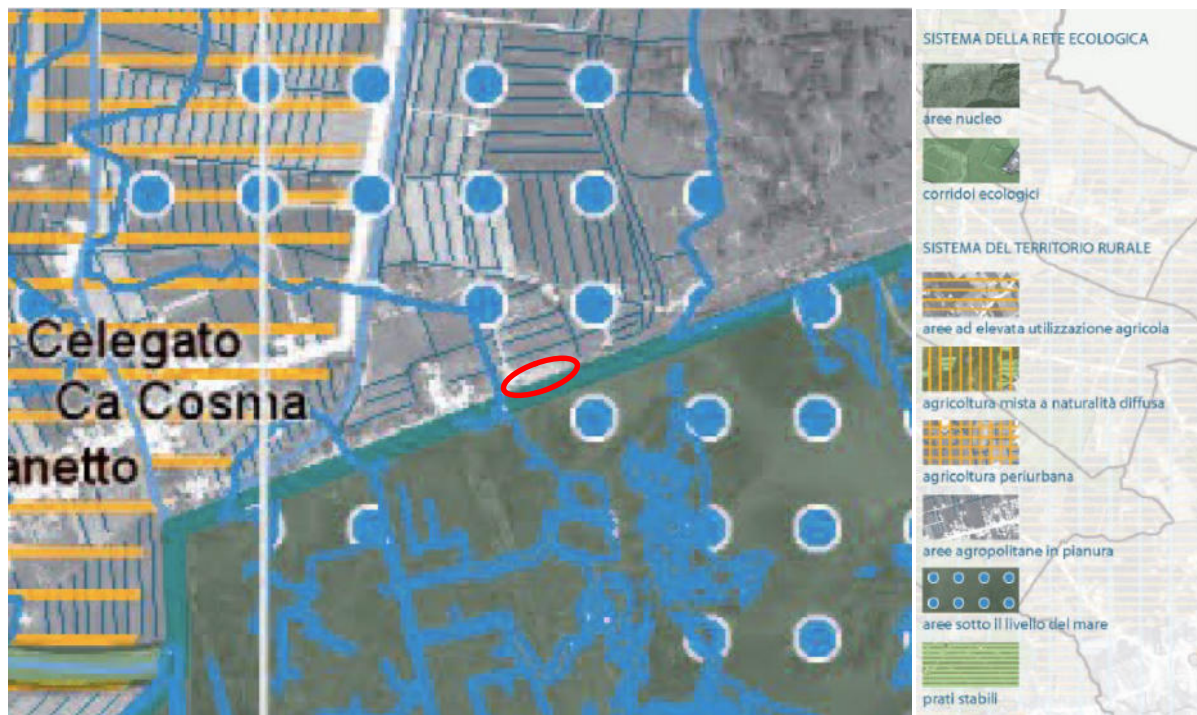 Celegato
Ca Cosma
anetto
SISTEMA DELLA RETE ECOLOGICA
aree nucleo
corridoi ecologici
SISTEMA DEL TERRITORIO RURALE
aree ad elevata utilizzazione agricola
agricoltura mista a naturalità diffusa
agricoltura periurbana
aree agropolitane in pianura
aree sotto il livello del mare
prati stabili